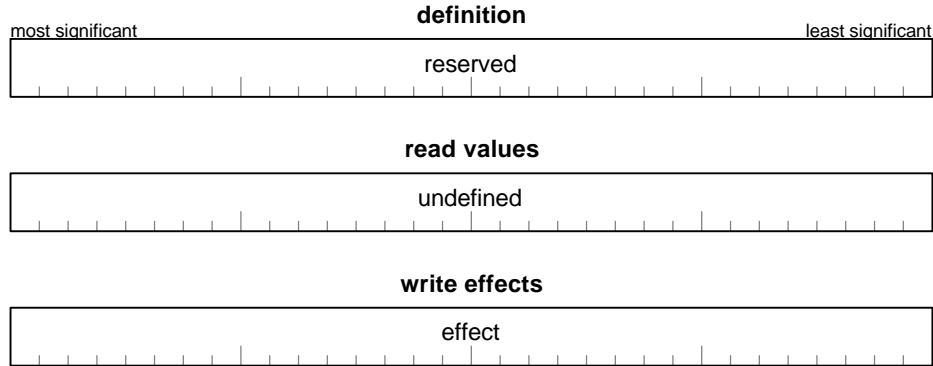 definition
most significant least significant
reserved
read values
undefined
write effects
effect